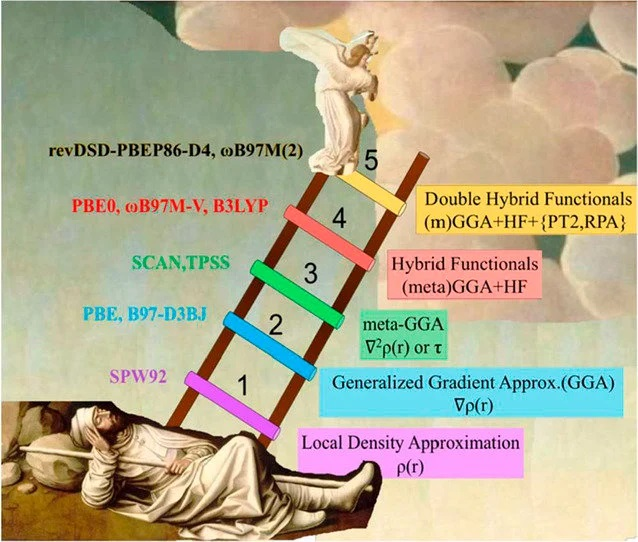 revDSD-PBEP86-D4, ωB97M(2)
5
Double Hybrid Functionals
(m)GGA+HF+{PT2,RPA}
PBE0, ωB97M-V, B3LYP
4
Hybrid Functionals
(meta)GGA+HF
SCAN,TPSS
3
meta-GGA
∇²ρ(r) or τ
PBE, B97-D3BJ
2
Generalized Gradient Approx.(GGA)
∇ρ(r)
SPW92
1
Local Density Approximation
ρ(r)